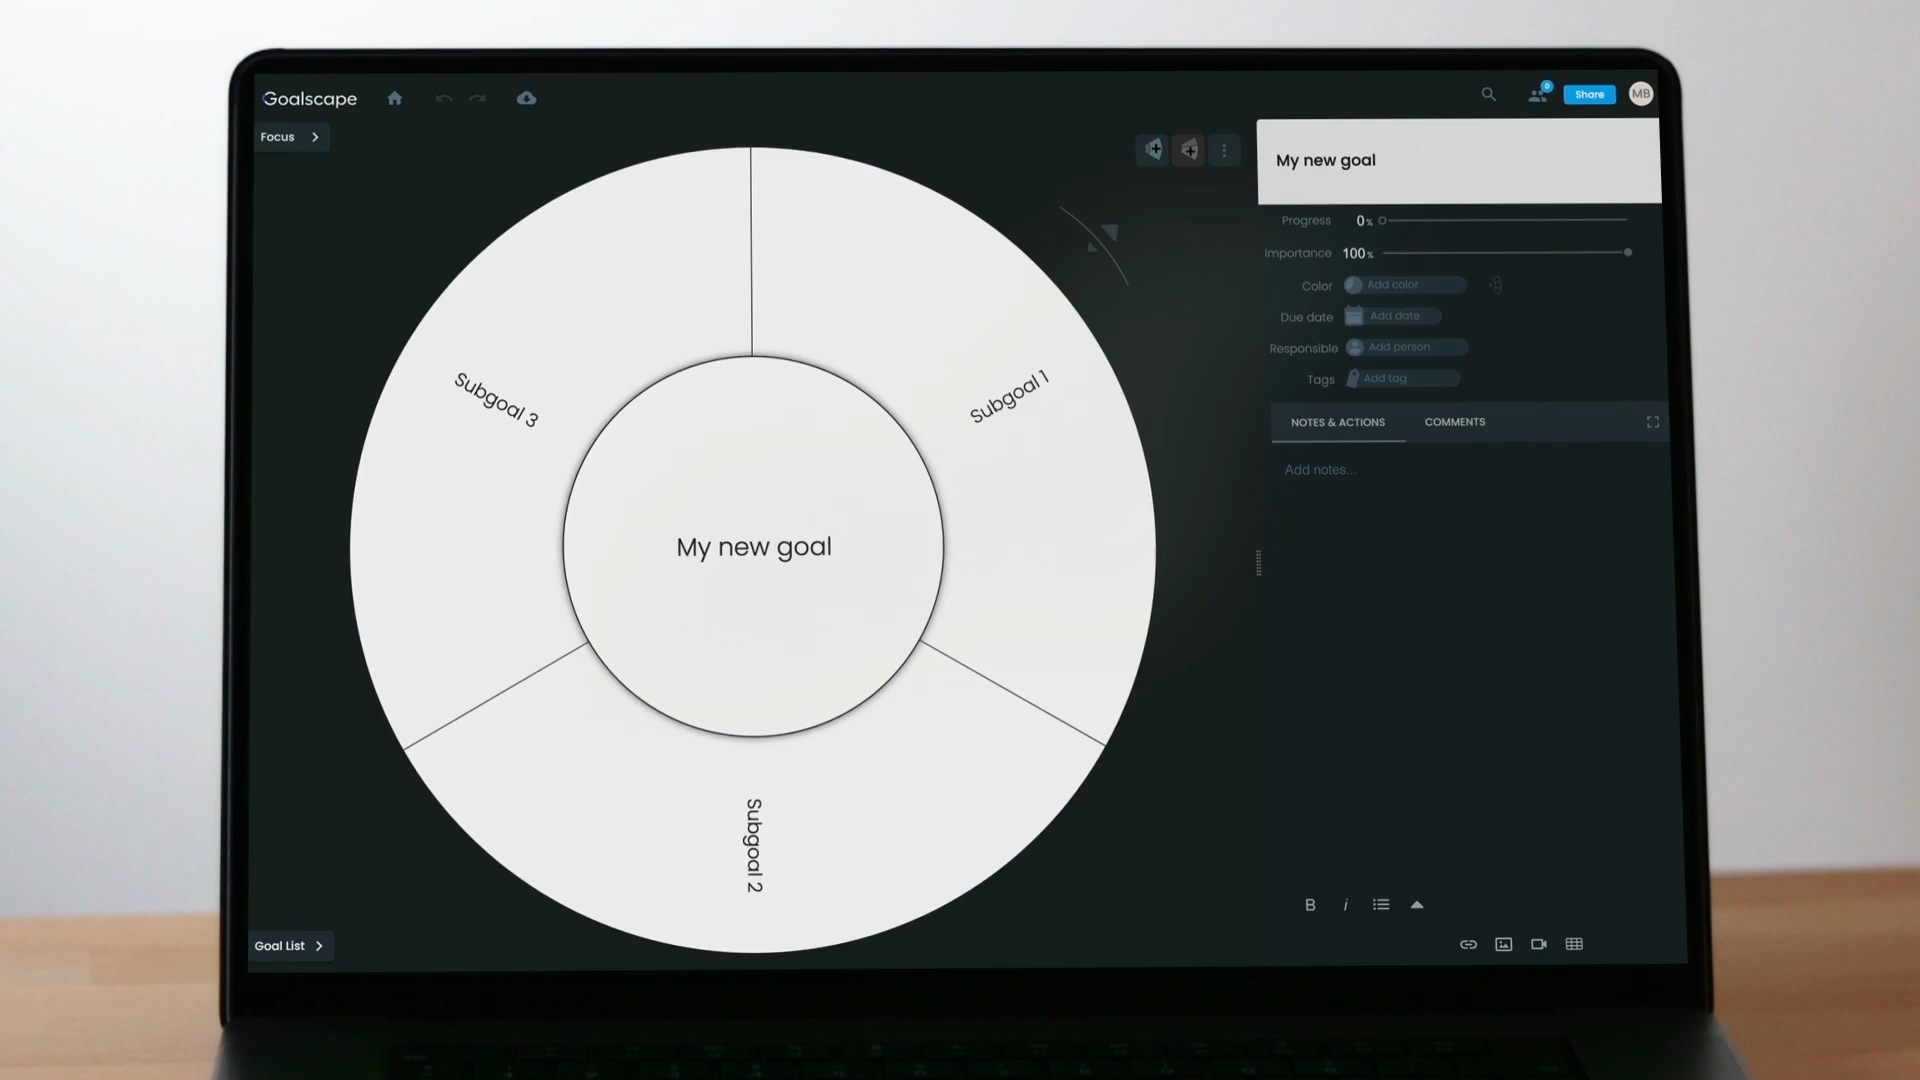 Goalscape
0
Share
MB
Focus
My new goal
Progress 0%
Importance 100%
Color Add color
Due date Add date
Responsible Add person
Tags Add tag
NOTES & ACTIONS COMMENTS
Add notes...
Subgoal 3
Subgoal 1
My new goal
Subgoal 2
B i
Goal List